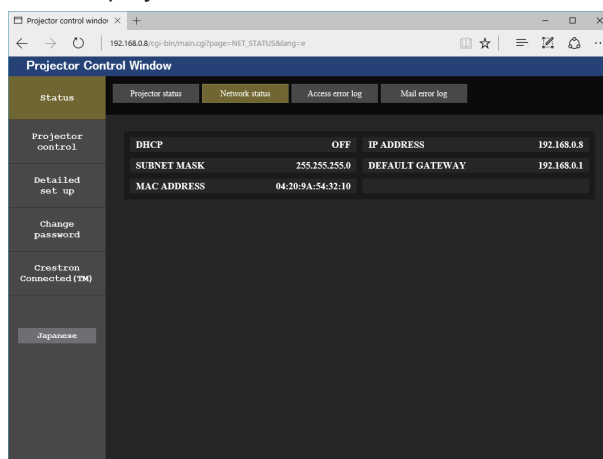 Projector control windov
192.168.0.8/cgi-bin/main.cgi?page=NET_STATUS&lang=e
Projector Control Window
Status
Projector status
Network status
Access error log
Mail error log
Projector
control
DHCP OFF IP ADDRESS 192.168.0.8
SUBNET MASK 255.255.255.0 DEFAULT GATEWAY 192.168.0.1
MAC ADDRESS 04:20:9A:54:32:10
Detailed
set up
Change
password
Crestron
Connected(TM)
Japanese